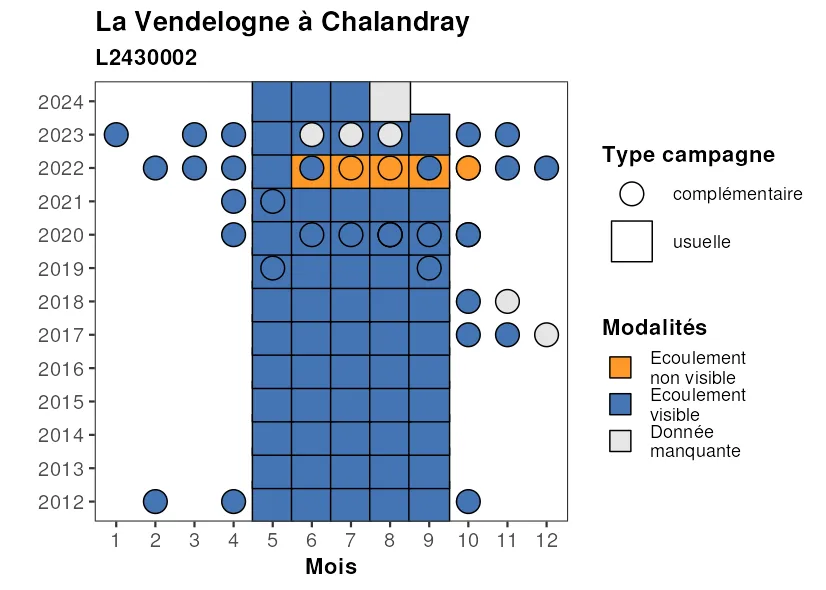 La Vendelogne à Chalandray
L2430002
2024
2023
2022
2021
2020
2019
2018
2017
2016
2015
2014
2013
2012
1 2 3 4 5 6 7 8 9 10 11 12
Mois
Type campagne
complémentaire
usuelle
Modalités
Ecoulement
non visible
Ecoulement
visible
Donnée
manquante